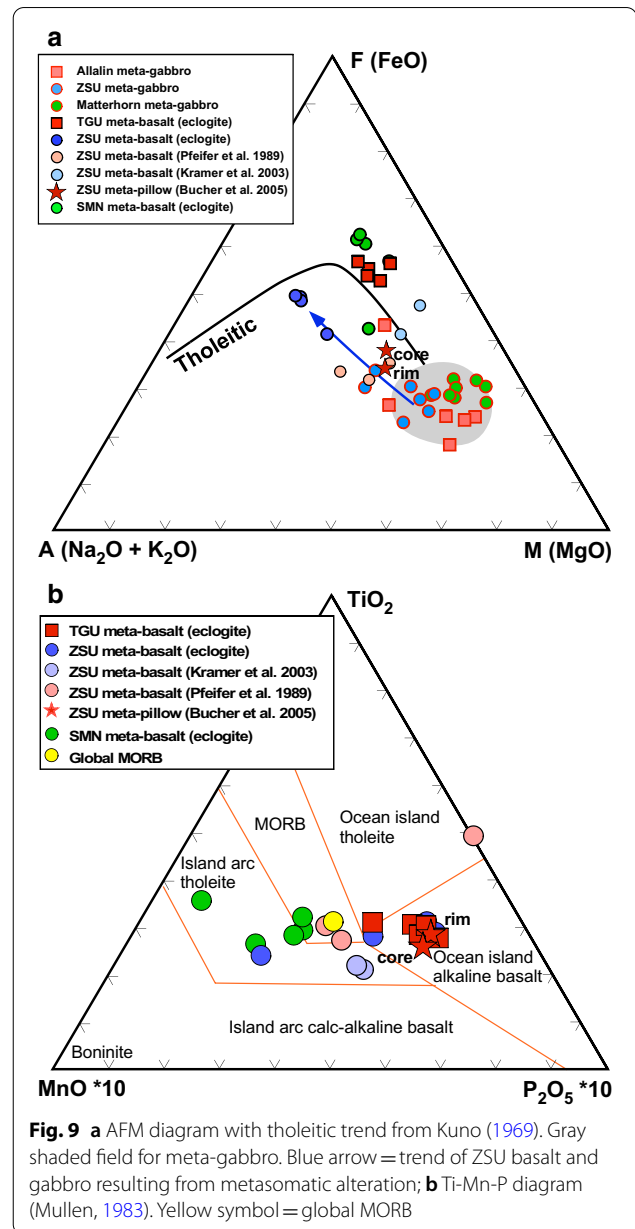 a
F (FeO)
Allalin meta-gabbro
ZSU meta-gabbro
Matterhorn meta-gabbro
TGU meta-basalt (eclogite)
ZSU meta-basalt (eclogite)
ZSU meta-basalt (Pfeifer et al. 1989)
ZSU meta-basalt (Kramer et al. 2003)
ZSU meta-pillow (Bucher et al. 2005)
SMN meta-basalt (eclogite)
Tholeitic
core
rim
A (Na₂O + K₂O)
M (MgO)
b
TiO₂
TGU meta-basalt (eclogite)
ZSU meta-basalt (eclogite)
ZSU meta-basalt (Kramer et al. 2003)
ZSU meta-basalt (Pfeifer et al. 1989)
ZSU meta-pillow (Bucher et al. 2005)
SMN meta-basalt (eclogite)
Global MORB
MORB
Ocean island
tholeite
Island arc
tholeite
rim
core
Ocean island
alkaline basalt
Island arc calc-alkaline basalt
Boninite
MnO *10
P₂O₅ *10
Fig. 9 a AFM diagram with tholeitic trend from Kuno (1969). Gray
shaded field for meta-gabbro. Blue arrow = trend of ZSU basalt and
gabbro resulting from metasomatic alteration; b Ti-Mn-P diagram
(Mullen, 1983). Yellow symbol = global MORB